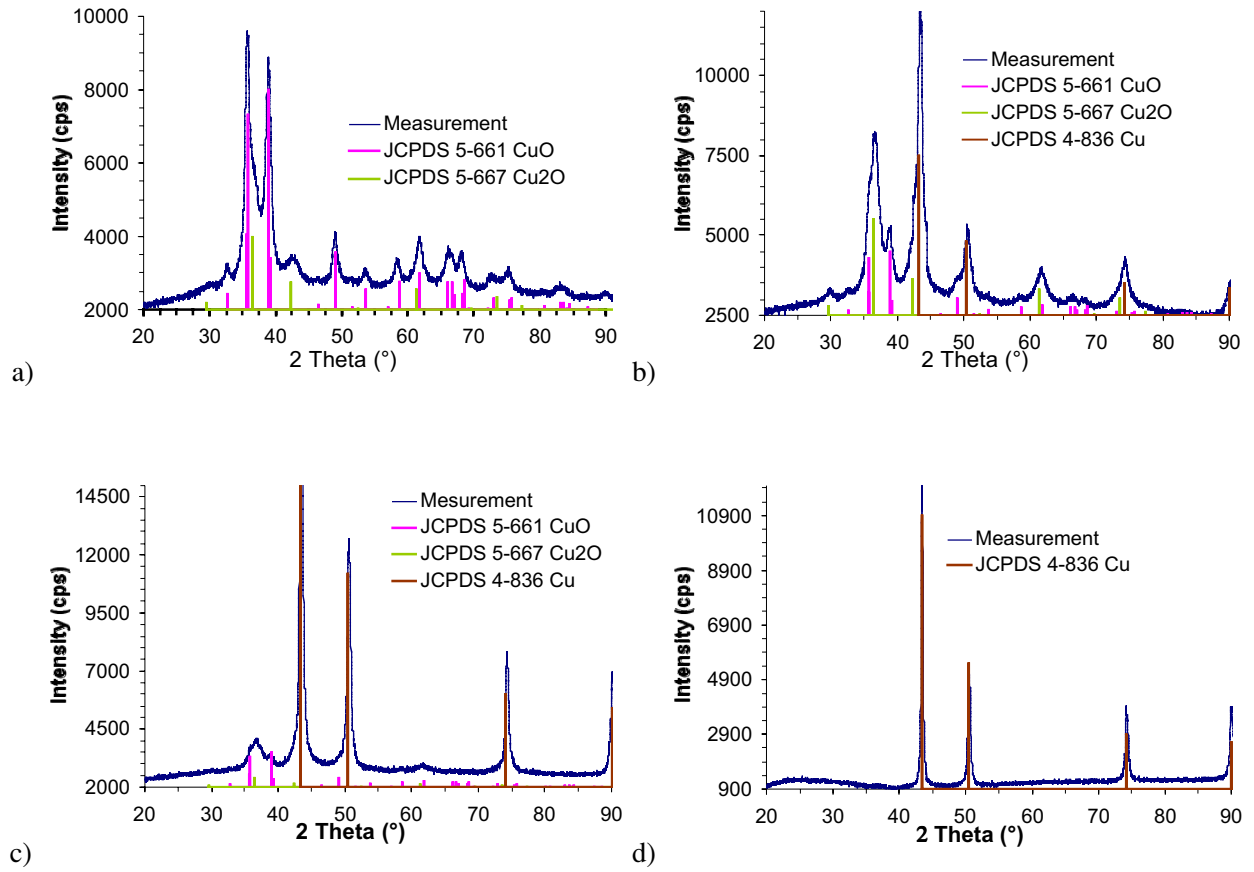 10000
8000
6000
4000
2000
Intensity (cps)
Measurement
JCPDS 5-661 CuO
JCPDS 5-667 Cu2O
20 30 40 50 60 70 80 90
2 Theta (°)
a)
10000
7500
5000
2500
Intensity (cps)
Measurement
JCPDS 5-661 CuO
JCPDS 5-667 Cu2O
JCPDS 4-836 Cu
20 30 40 50 60 70 80 90
2 Theta (°)
b)
14500
12000
9500
7000
4500
2000
Intensity (cps)
Mesurement
JCPDS 5-661 CuO
JCPDS 5-667 Cu2O
JCPDS 4-836 Cu
20 30 40 50 60 70 80 90
2 Theta (°)
c)
10900
8900
6900
4900
2900
900
Intensity (cps)
Measurement
JCPDS 4-836 Cu
20 30 40 50 60 70 80 90
2 Theta (°)
d)